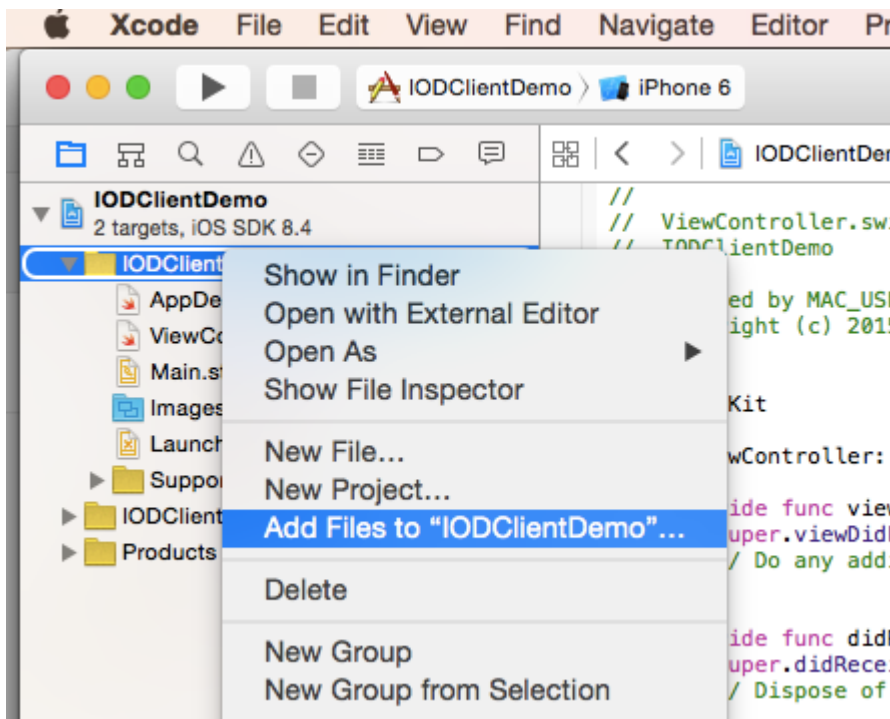 Xcode File Edit View Find Navigate Editor
IODClientDemo iPhone 6
IODClientDemo
2 targets, iOS SDK 8.4
//
// ViewController.swi
// IODClientDemo
IODClient
Show in Finder
Open with External Editor
Open As
Show File Inspector
New File...
New Project...
Add Files to “IODClientDemo”...
Delete
New Group
New Group from Selection
AppDe
ViewCo
Main.s
Images
Launch
Suppor
IODClient
Products
ed by MAC_USE
ight (c) 2015
Kit
wController:
ide func view
uper.viewDid
/ Do any addi
ide func did
uper.didRece
/ Dispose of